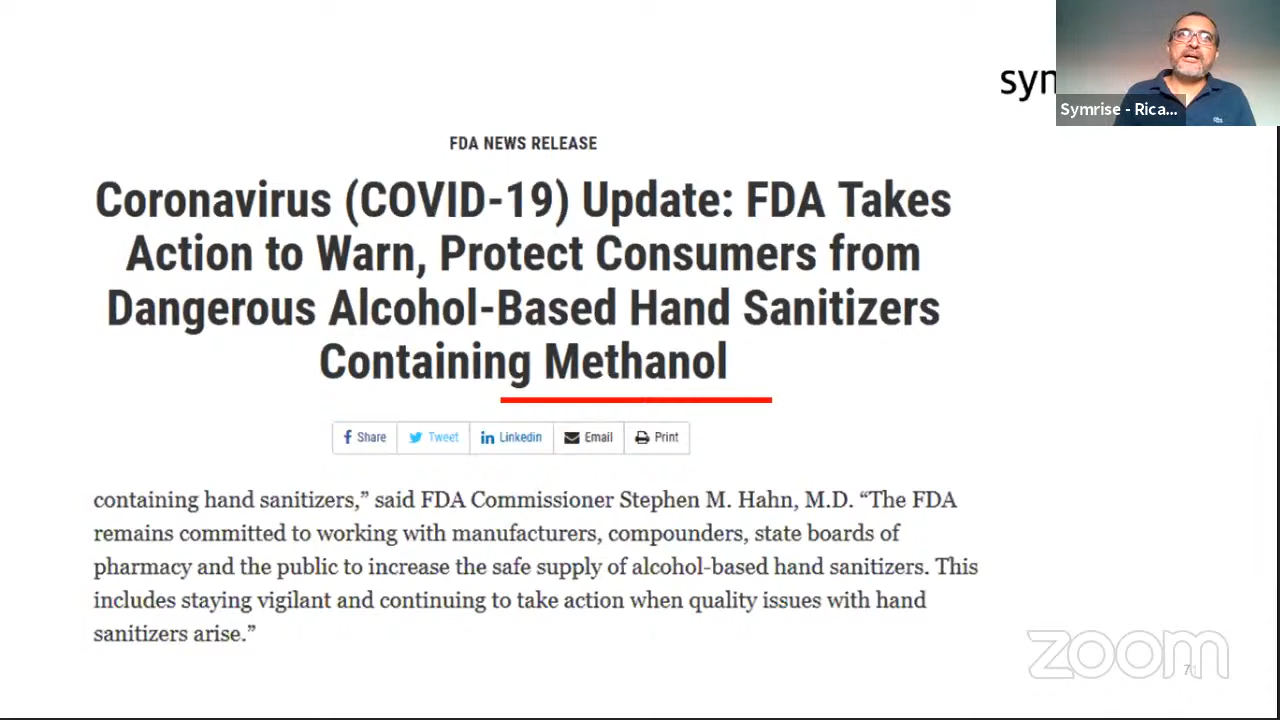 sym
Symrise - Rica...
FDA NEWS RELEASE
Coronavirus (COVID-19) Update: FDA Takes
Action to Warn, Protect Consumers from
Dangerous Alcohol-Based Hand Sanitizers
Containing Methanol
Share Tweet Linkedin Email Print
containing hand sanitizers,” said FDA Commissioner Stephen M. Hahn, M.D. “The FDA
remains committed to working with manufacturers, compounders, state boards of
pharmacy and the public to increase the safe supply of alcohol-based hand sanitizers. This
includes staying vigilant and continuing to take action when quality issues with hand
sanitizers arise.”
zoom
71